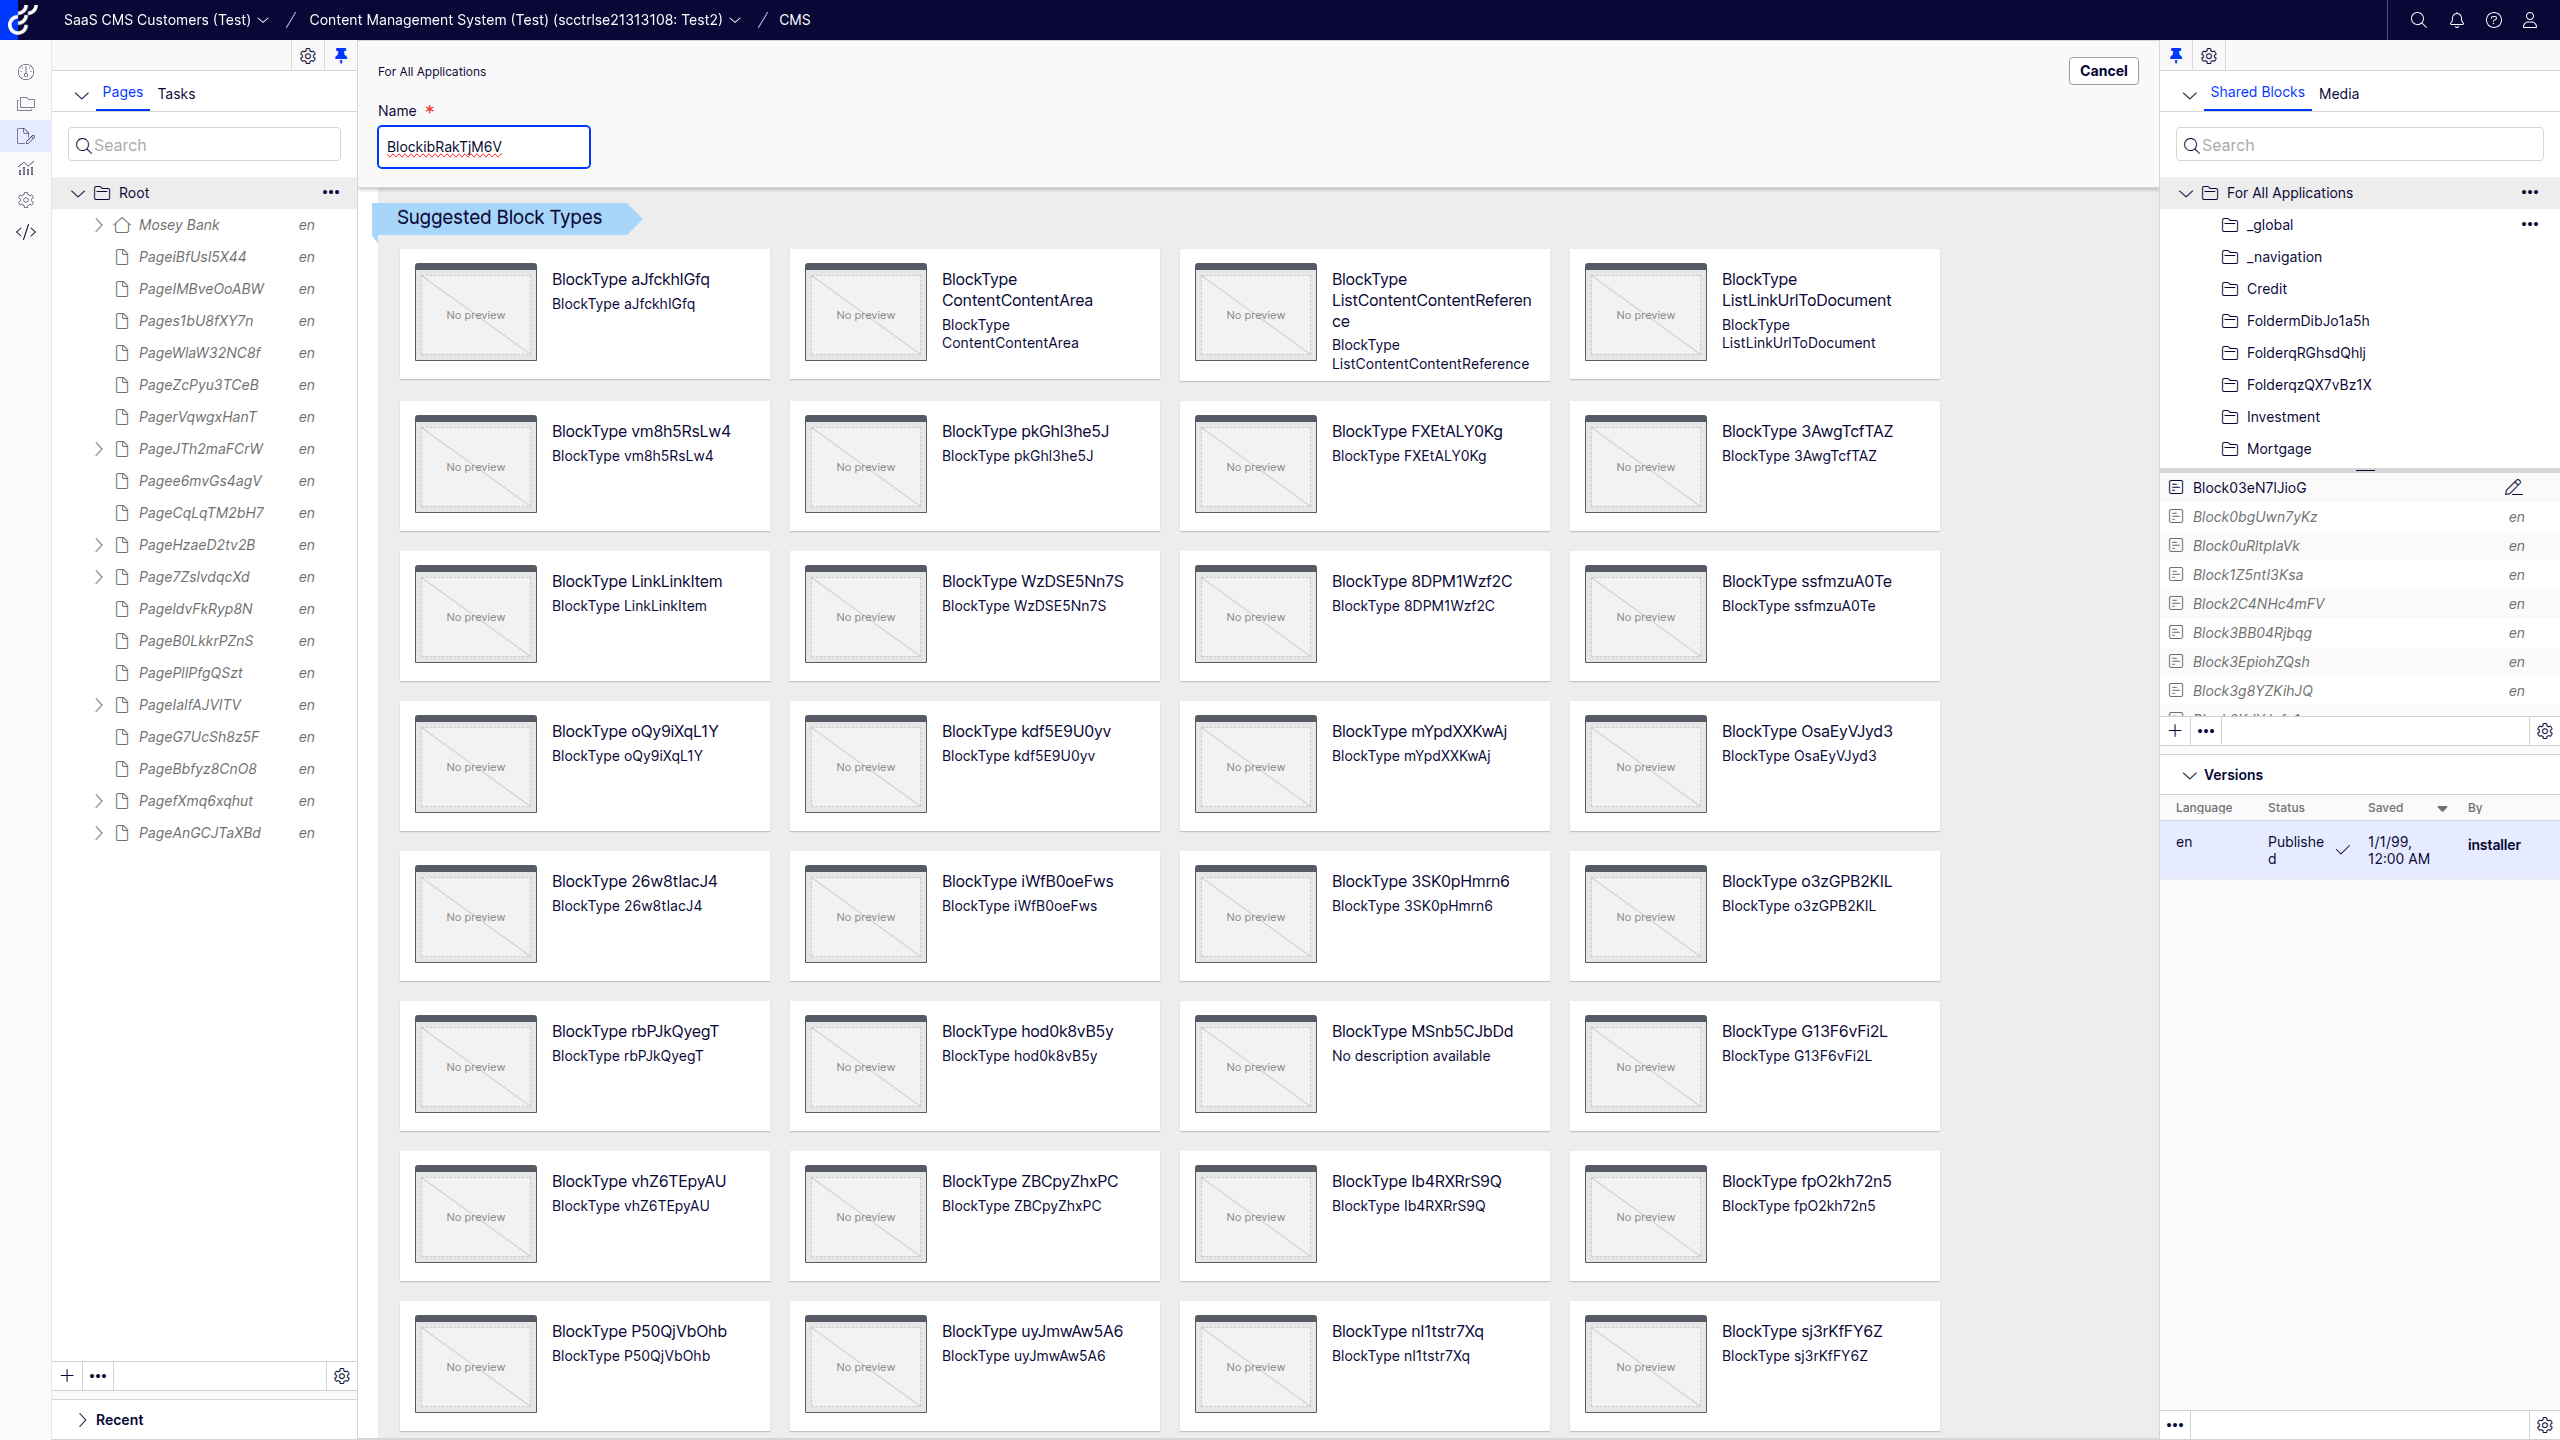 SaaS CMS Customers (Test) / Content Management System (Test) (scctrlse21313108: Test2) / CMS
Pages Tasks
Search
Root
Mosey Bank en
PageiBfUsI5X44 en
PageIMBveOoABW en
Pages1bU8fXY7n en
PageWlaW32NC8f en
PageZcPyu3TCeB en
PagerVqwgxHanT en
PageJTh2maFCrW en
Pagee6mvGs4agV en
PageCqLqTM2bH7 en
PageHzaeD2tv2B en
Page7ZslvdqcXd en
PageIdvFkRyp8N en
PageB0LkkrPZnS en
PagePIlPfgQSzt en
PageIaIfAJVITV en
PageG7UcSh8z5F en
PageBbfyz8CnO8 en
PagefXmq6xqhut en
PageAnGCJTaXBd en
Recent
For All Applications
Cancel
Name *
BlockibRakTjM6V
Suggested Block Types
No preview
BlockType aJfckhlGfq
BlockType aJfckhlGfq
No preview
BlockType
ContentContentArea
BlockType
ContentContentArea
No preview
BlockType
ListContentContentReferen
ce
BlockType
ListContentContentReference
No preview
BlockType
ListLinkUrlToDocument
BlockType
ListLinkUrlToDocument
No preview
BlockType vm8h5RsLw4
BlockType vm8h5RsLw4
No preview
BlockType pkGhl3he5J
BlockType pkGhl3he5J
No preview
BlockType FXEtALY0Kg
BlockType FXEtALY0Kg
No preview
BlockType 3AwgTcfTAZ
BlockType 3AwgTcfTAZ
No preview
BlockType LinkLinkItem
BlockType LinkLinkItem
No preview
BlockType WzDSE5Nn7S
BlockType WzDSE5Nn7S
No preview
BlockType 8DPM1Wzf2C
BlockType 8DPM1Wzf2C
No preview
BlockType ssfmzuA0Te
BlockType ssfmzuA0Te
No preview
BlockType oQy9iXqL1Y
BlockType oQy9iXqL1Y
No preview
BlockType kdf5E9U0yv
BlockType kdf5E9U0yv
No preview
BlockType mYpdXXKwAj
BlockType mYpdXXKwAj
No preview
BlockType OsaEyVJyd3
BlockType OsaEyVJyd3
No preview
BlockType 26w8tIacJ4
BlockType 26w8tIacJ4
No preview
BlockType iWfB0oeFws
BlockType iWfB0oeFws
No preview
BlockType 3SK0pHmrn6
BlockType 3SK0pHmrn6
No preview
BlockType o3zGPB2KIL
BlockType o3zGPB2KIL
No preview
BlockType rbPJkQyegT
BlockType rbPJkQyegT
No preview
BlockType hod0k8vB5y
BlockType hod0k8vB5y
No preview
BlockType MSnb5CJbDd
No description available
No preview
BlockType G13F6vFi2L
BlockType G13F6vFi2L
No preview
BlockType vhZ6TEpyAU
BlockType vhZ6TEpyAU
No preview
BlockType ZBCpyZhxPC
BlockType ZBCpyZhxPC
No preview
BlockType Ib4RXRrS9Q
BlockType Ib4RXRrS9Q
No preview
BlockType fpO2kh72n5
BlockType fpO2kh72n5
No preview
BlockType P50QjVbOhb
BlockType P50QjVbOhb
No preview
BlockType uyJmwAw5A6
BlockType uyJmwAw5A6
No preview
BlockType nI1tstr7Xq
BlockType nI1tstr7Xq
No preview
BlockType sj3rKfFY6Z
BlockType sj3rKfFY6Z
Shared Blocks Media
Search
For All Applications
_global
_navigation
Credit
FoldermDibJo1a5h
FolderqRGhsdQhIj
FolderqzQX7vBz1X
Investment
Mortgage
Block03eN7lJioG
Block0bgUwn7yKz en
Block0uRltplaVk en
Block1Z5ntI3Ksa en
Block2C4NHc4mFV en
Block3BB04Rjbqg en
Block3EpiohZQsh en
Block3g8YZKihJQ en
Versions
Language Status Saved By
en Publishe
d 1/1/99,
12:00 AM installer